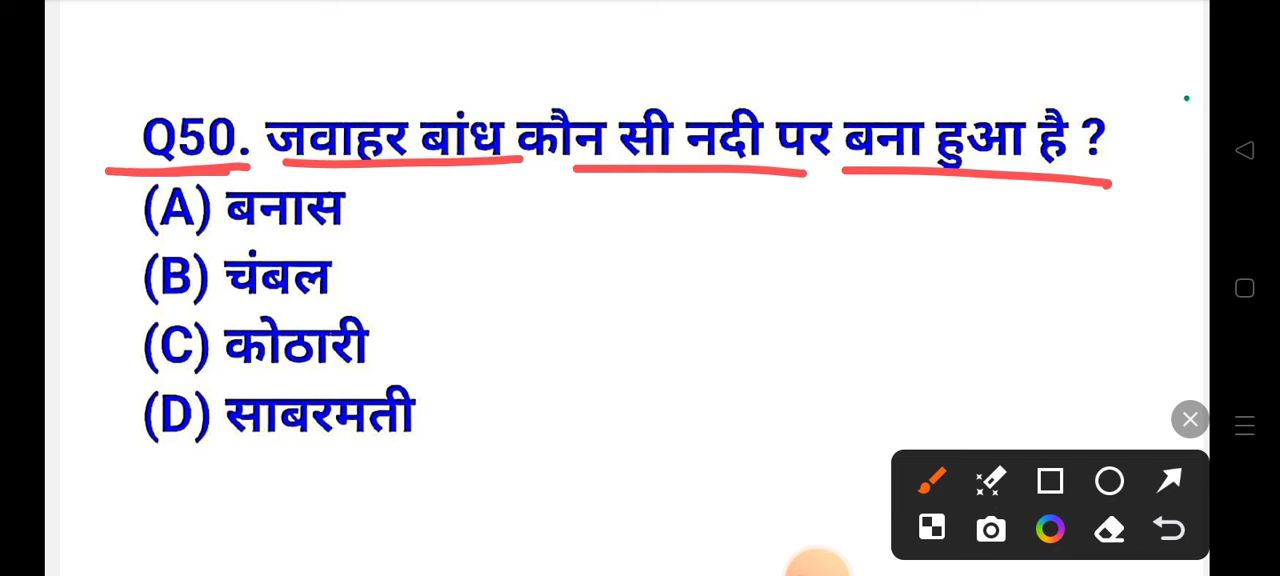 Q50. जवाहर बांध कौन सी नदी पर बना हुआ है ?
(A) बनास
(B) चंबल
(C) कोठारी
(D) साबरमती